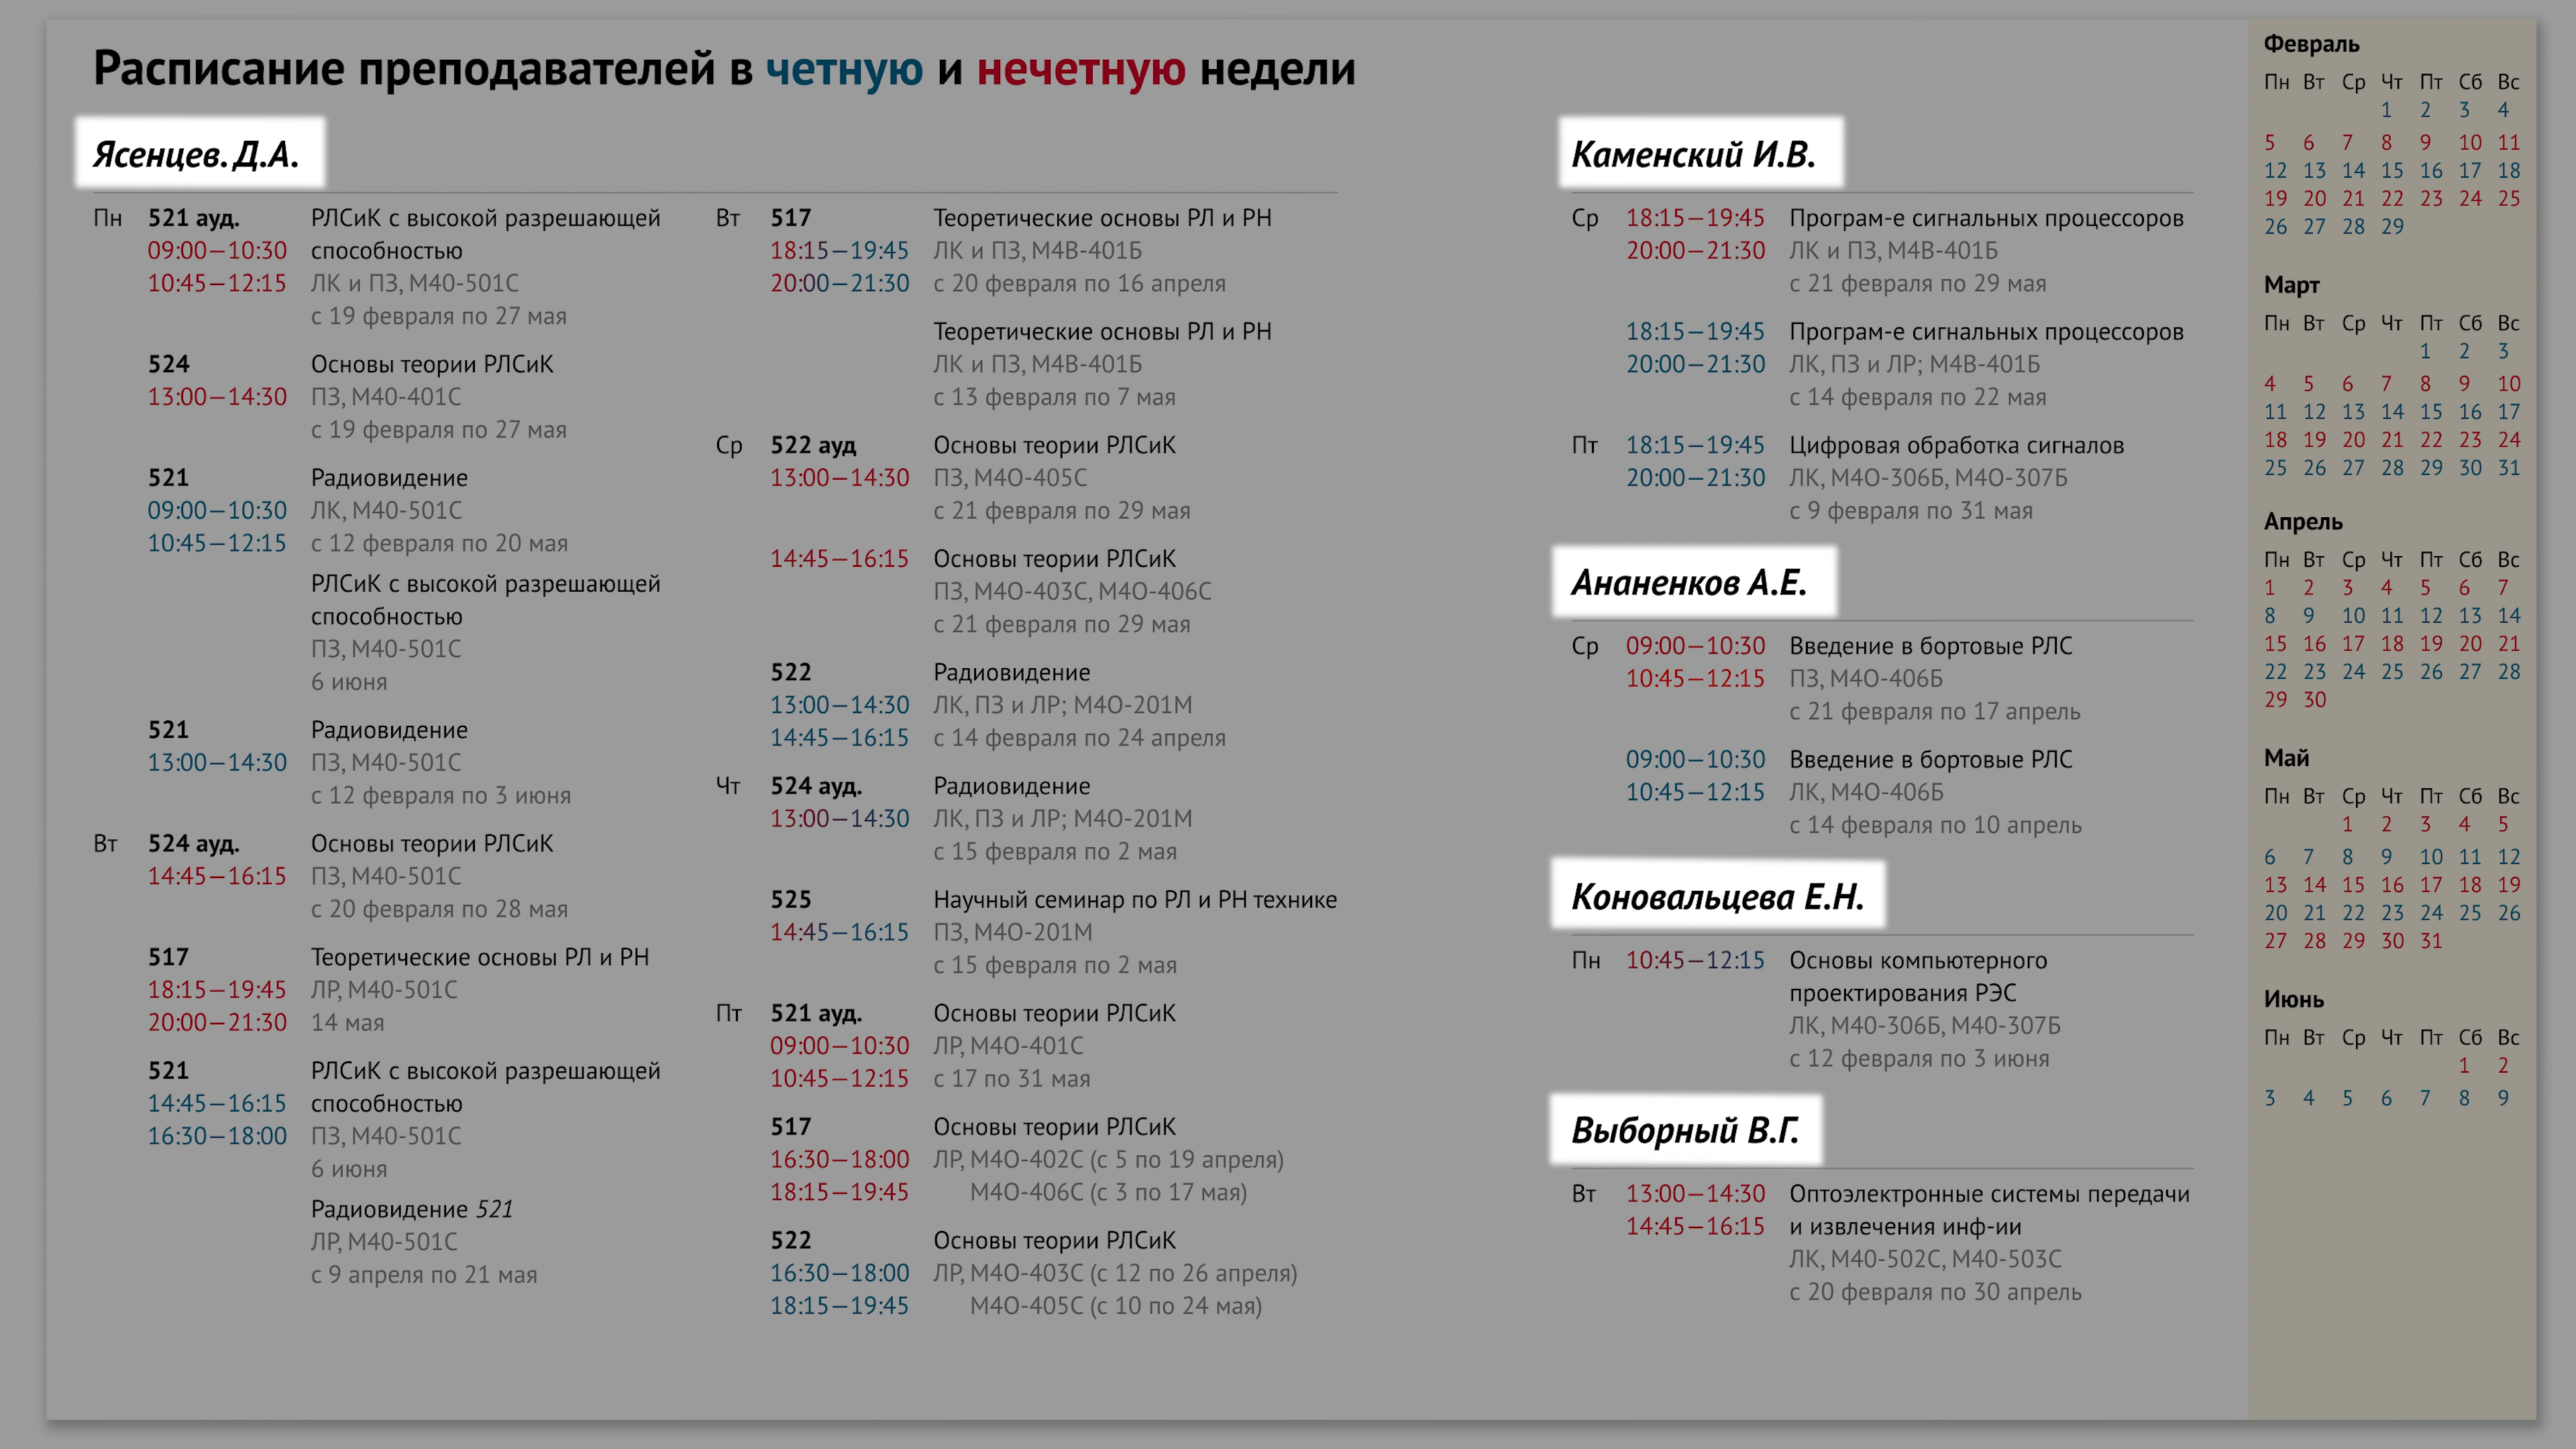 Расписание преподавателей в четную и нечетную недели
Ясенцев. Д.А.
Пн 521 ауд. РЛСиК с высокой разрешающей
09:00—10:30 способностью
10:45—12:15 ЛК и ПЗ, М40-501С
с 19 февраля по 27 мая
524 Основы теории РЛСиК
13:00—14:30 ПЗ, М40-401С
с 19 февраля по 27 мая
521 Радиовидение
09:00—10:30 ЛК, М40-501С
10:45—12:15 с 12 февраля по 20 мая
РЛСиК с высокой разрешающей
способностью
ПЗ, М40-501С
6 июня
521 Радиовидение
13:00—14:30 ПЗ, М40-501С
с 12 февраля по 3 июня
Вт 524 ауд. Основы теории РЛСиК
14:45—16:15 ПЗ, М40-501С
с 20 февраля по 28 мая
517 Теоретические основы РЛ и РН
18:15—19:45 ЛР, М40-501С
20:00—21:30 14 мая
521 РЛСиК с высокой разрешающей
14:45—16:15 способностью
16:30—18:00 ПЗ, М40-501С
6 июня
Радиовидение 521
ЛР, М40-501С
с 9 апреля по 21 мая
Вт 517 Теоретические основы РЛ и РН
18:15—19:45 ЛК и ПЗ, М4В-401Б
20:00—21:30 с 20 февраля по 16 апреля
Теоретические основы РЛ и РН
ЛК и ПЗ, М4В-401Б
с 13 февраля по 7 мая
Ср 522 ауд Основы теории РЛСиК
13:00—14:30 ПЗ, М4О-405С
с 21 февраля по 29 мая
14:45—16:15 Основы теории РЛСиК
ПЗ, М4О-403С, М4О-406С
с 21 февраля по 29 мая
522 Радиовидение
13:00—14:30 ЛК, ПЗ и ЛР; М4О-201М
14:45—16:15 с 14 февраля по 24 апреля
Чт 524 ауд. Радиовидение
13:00—14:30 ЛК, ПЗ и ЛР; М4О-201М
с 15 февраля по 2 мая
525 Научный семинар по РЛ и РН технике
14:45—16:15 ПЗ, М4О-201М
с 15 февраля по 2 мая
Пт 521 ауд. Основы теории РЛСиК
09:00—10:30 ЛР, М4О-401С
10:45—12:15 с 17 по 31 мая
517 Основы теории РЛСиК
16:30—18:00 ЛР, М4О-402С (с 5 по 19 апреля)
18:15—19:45 М4О-406С (с 3 по 17 мая)
522 Основы теории РЛСиК
16:30—18:00 ЛР, М4О-403С (с 12 по 26 апреля)
18:15—19:45 М4О-405С (с 10 по 24 мая)
Каменский И.В.
Ср 18:15—19:45 Програм-е сигнальных процессоров
20:00—21:30 ЛК и ПЗ, М4В-401Б
с 21 февраля по 29 мая
18:15—19:45 Програм-е сигнальных процессоров
20:00—21:30 ЛК, ПЗ и ЛР; М4В-401Б
с 14 февраля по 22 мая
Пт 18:15—19:45 Цифровая обработка сигналов
20:00—21:30 ЛК, М4О-306Б, М4О-307Б
с 9 февраля по 31 мая
Ананенков А.Е.
Ср 09:00—10:30 Введение в бортовые РЛС
10:45—12:15 ПЗ, М4О-406Б
с 21 февраля по 17 апрель
09:00—10:30 Введение в бортовые РЛС
10:45—12:15 ЛК, М4О-406Б
с 14 февраля по 10 апрель
Коновальцева Е.Н.
Пн 10:45—12:15 Основы компьютерного
проектирования РЭС
ЛК, М40-306Б, М40-307Б
с 12 февраля по 3 июня
Выборный В.Г.
Вт 13:00—14:30 Оптоэлектронные системы передачи
14:45—16:15 и извлечения инф-ии
ЛК, М40-502С, М40-503С
с 20 февраля по 30 апрель
Февраль
Пн Вт Ср Чт Пт Сб Вс
1 2 3 4
5 6 7 8 9 10 11
12 13 14 15 16 17 18
19 20 21 22 23 24 25
26 27 28 29
Март
Пн Вт Ср Чт Пт Сб Вс
1 2 3
4 5 6 7 8 9 10
11 12 13 14 15 16 17
18 19 20 21 22 23 24
25 26 27 28 29 30 31
Апрель
Пн Вт Ср Чт Пт Сб Вс
1 2 3 4 5 6 7
8 9 10 11 12 13 14
15 16 17 18 19 20 21
22 23 24 25 26 27 28
29 30
Май
Пн Вт Ср Чт Пт Сб Вс
1 2 3 4 5
6 7 8 9 10 11 12
13 14 15 16 17 18 19
20 21 22 23 24 25 26
27 28 29 30 31
Июнь
Пн Вт Ср Чт Пт Сб Вс
1 2
3 4 5 6 7 8 9